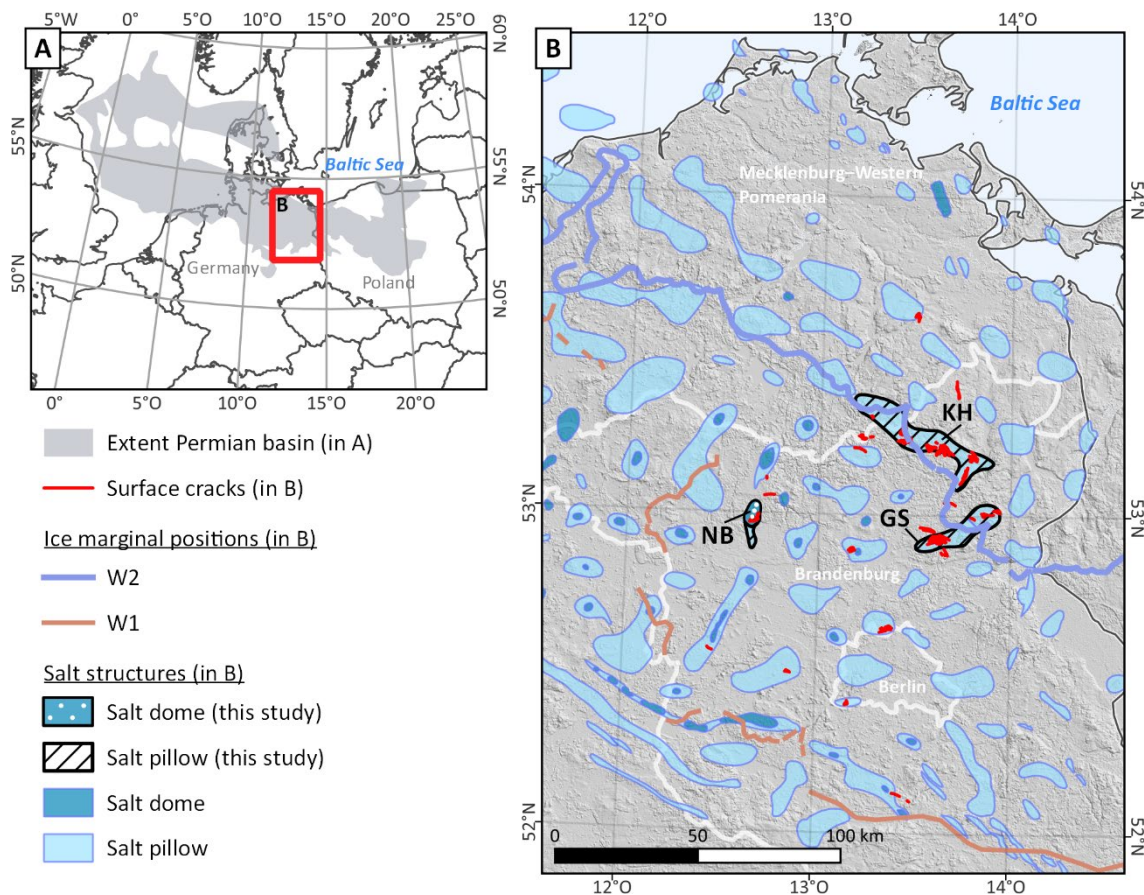 A
5°W
0°
5°O
10°O
15°O
20°O
25°O
60°N
55°N
55°N
50°N
50°N
Baltic Sea
B
Germany
Poland
0°
5°O
10°O
15°O
20°O
Extent Permian basin (in A)
Surface cracks (in B)
Ice marginal positions (in B)
W2
W1
Salt structures (in B)
Salt dome (this study)
Salt pillow (this study)
Salt dome
Salt pillow
B
12°O
13°O
14°O
Baltic Sea
54°N
54°N
Mecklenburg–Western
Pomerania
KH
53°N
53°N
NB
GS
Brandenburg
Berlin
52°N
52°N
0
50
100 km
12°O
13°O
14°O